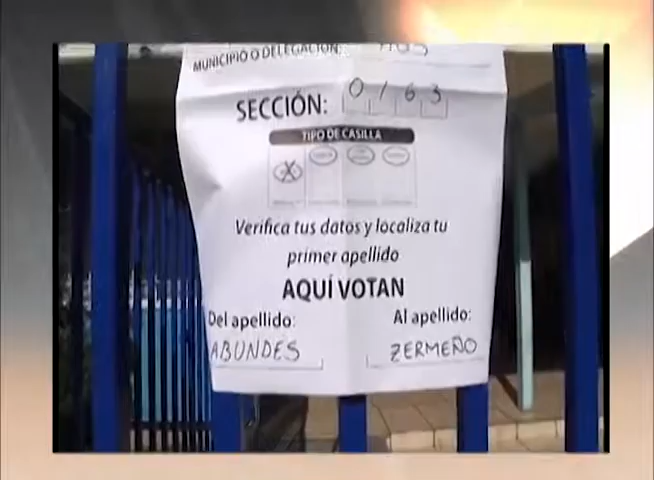 MUNICIPIO O DELEGACIÓN:
SECCIÓN: 0163
TIPO DE CASILLA
Verifica tus datos y localiza tu
primer apellido
AQUÍ VOTAN
Del apellido: Al apellido:
ABUNDES ZERMEÑO